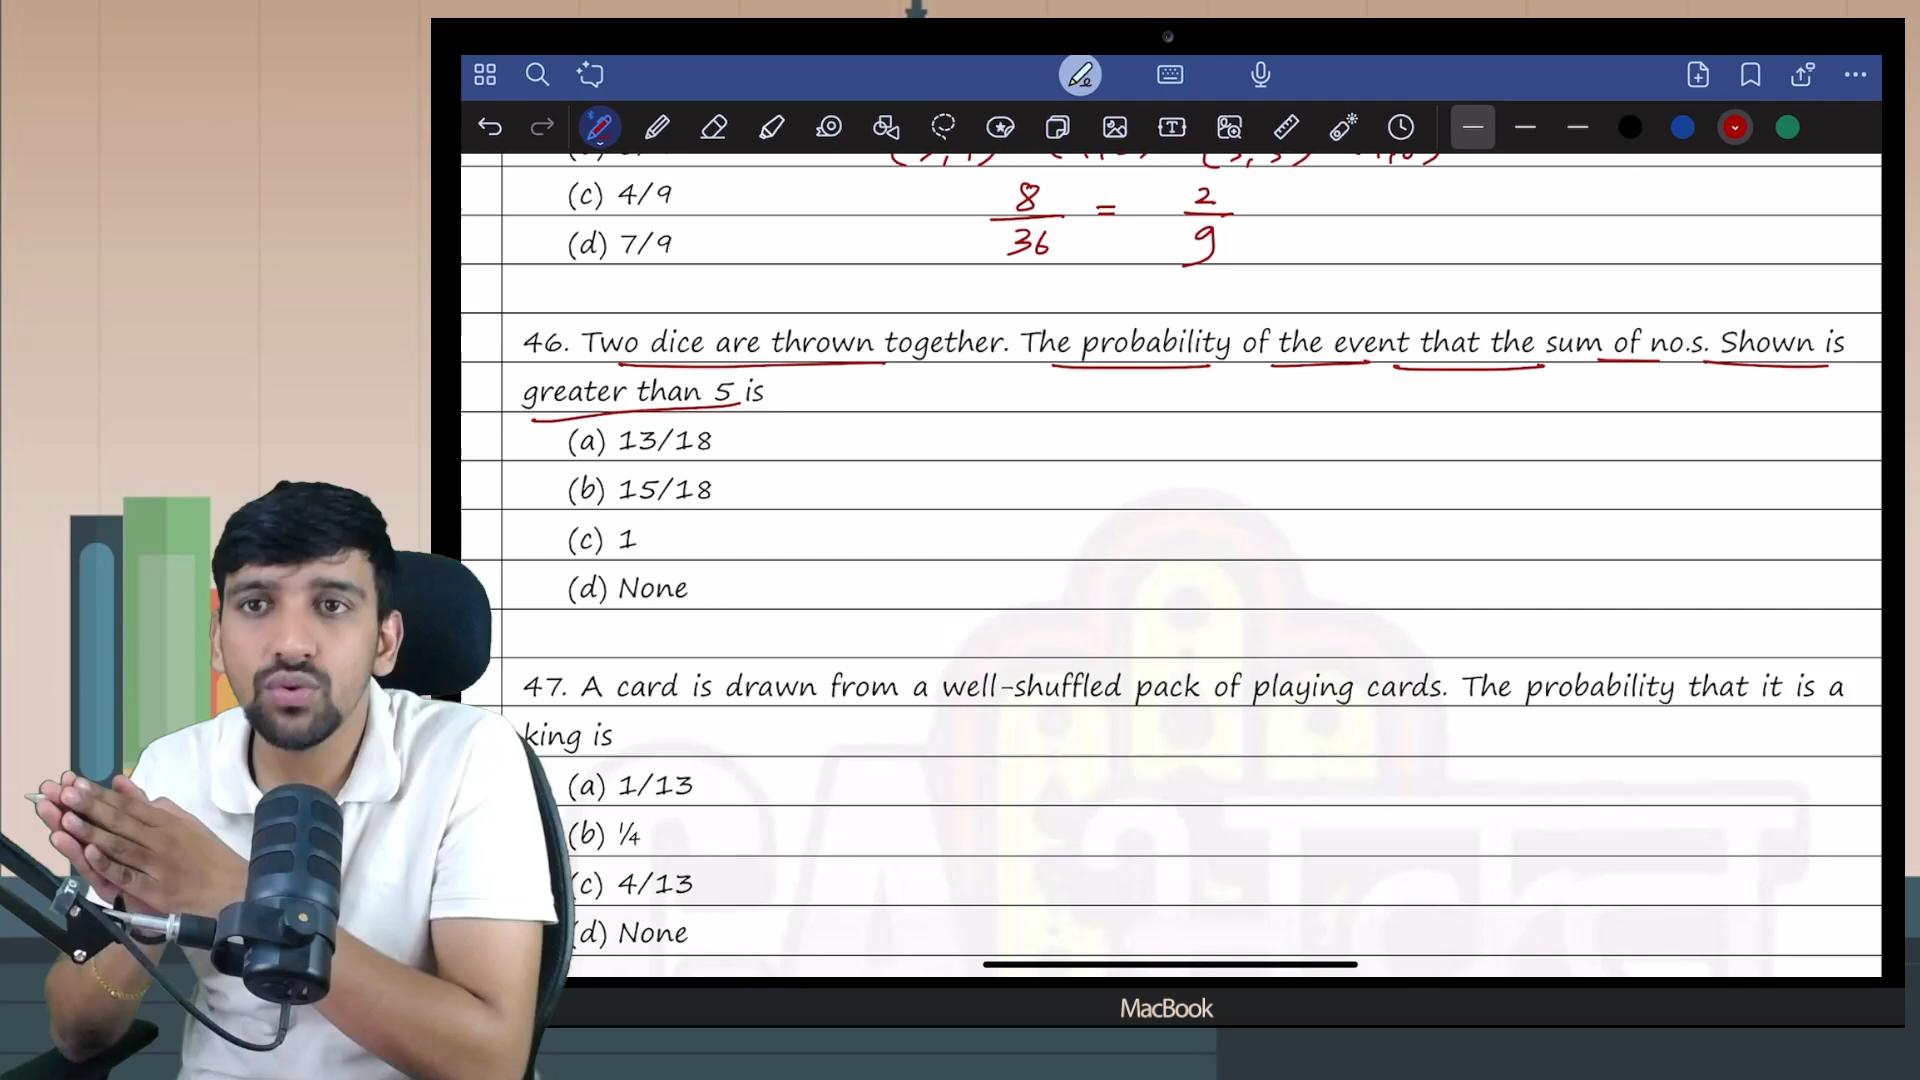 (c) 4/9
8/36 = 2/9
(d) 7/9
46. Two dice are thrown together. The probability of the event that the sum of no.s. Shown is
greater than 5 is
(a) 13/18
(b) 15/18
(c) 1
(d) None
47. A card is drawn from a well-shuffled pack of playing cards. The probability that it is a
king is
(a) 1/13
(b) ¼
(c) 4/13
(d) None
MacBook